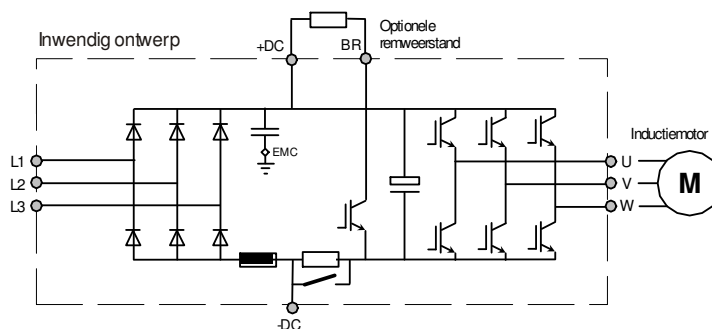 Optionele
remweerstand
Inwendig ontwerp
+DC
BR
EMC
L1
L2
L3
Inductiemotor
U
V
W
M
-DC